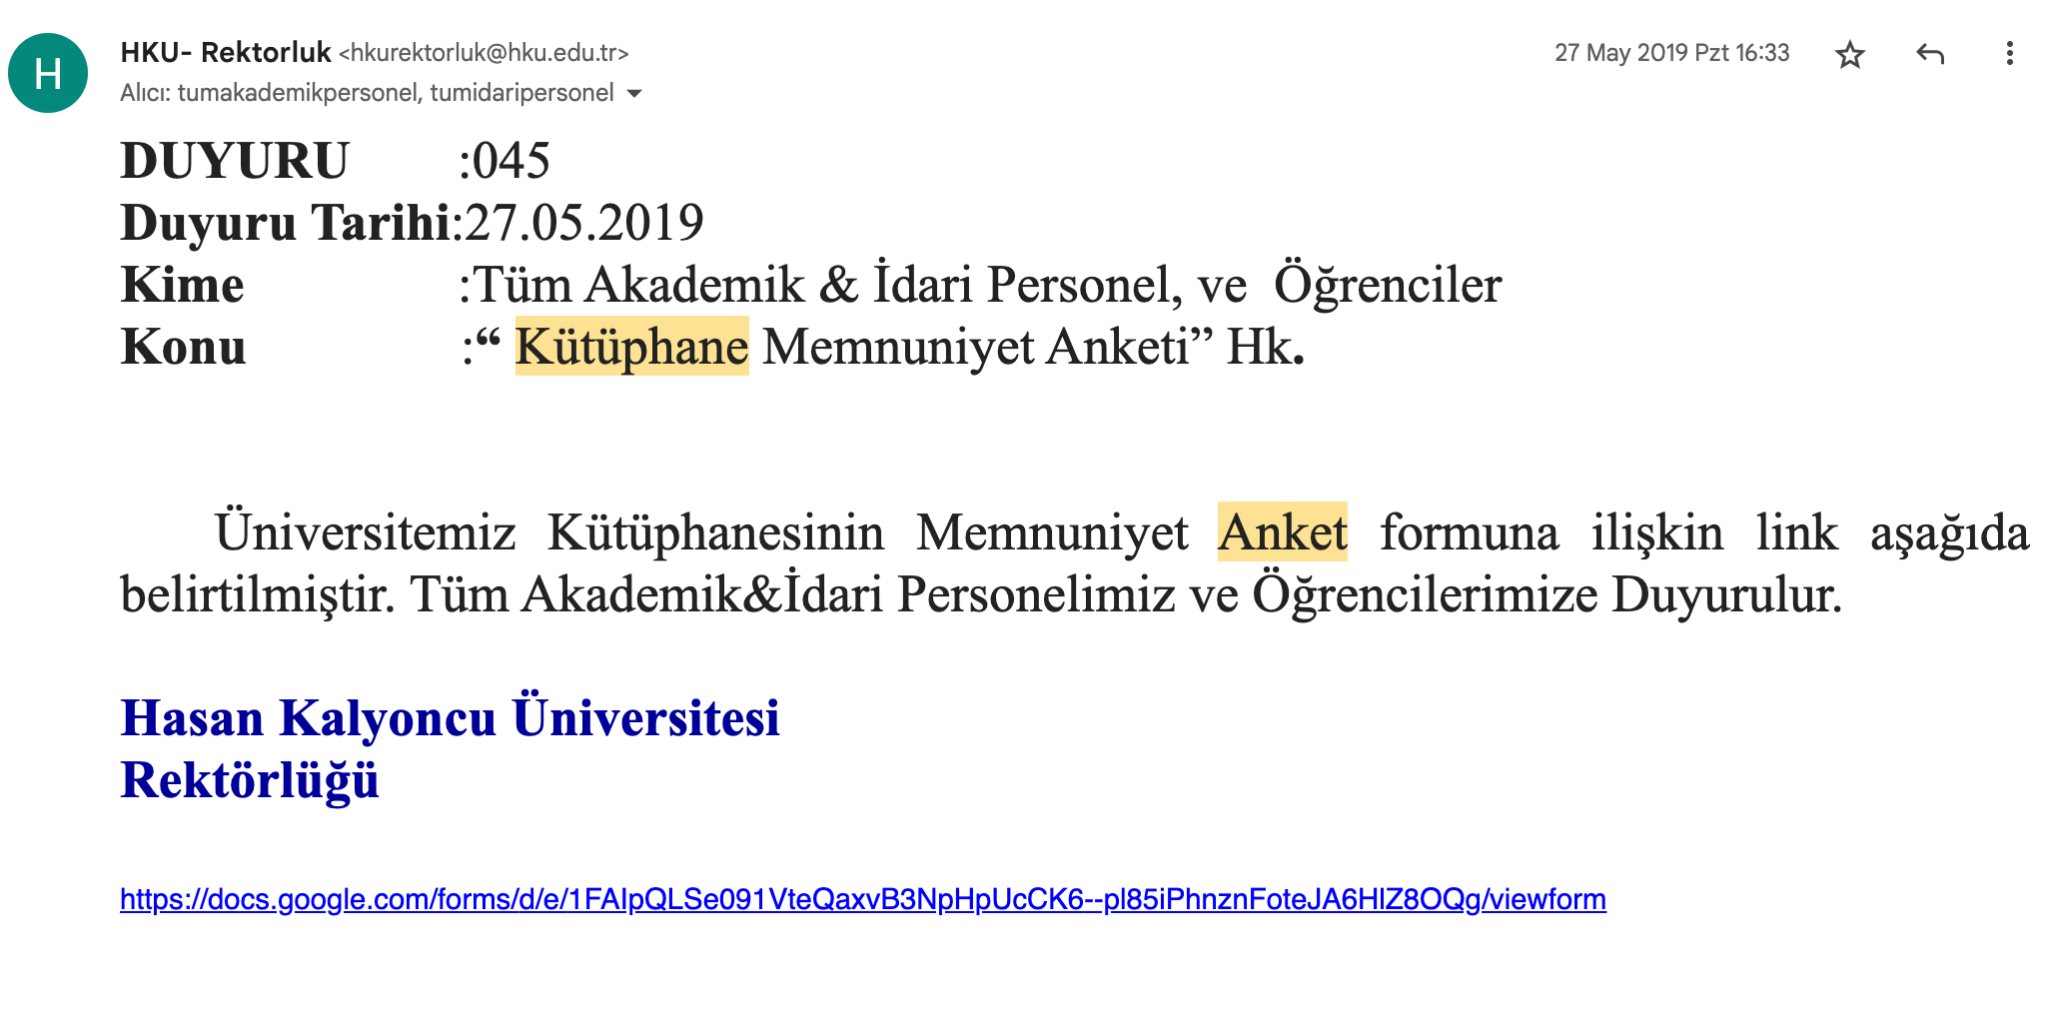 H
HKU- Rektorluk <hkurektorluk@hku.edu.tr>
27 May 2019 Pzt 16:33
Alıcı: tumakademikpersonel, tumidaripersonel
DUYURU :045
Duyuru Tarihi:27.05.2019
Kime :Tüm Akademik & İdari Personel, ve Öğrenciler
Konu :“ Kütüphane Memnuniyet Anketi” Hk.
Üniversitemiz Kütüphanesinin Memnuniyet Anket formuna ilişkin link aşağıda
belirtilmiştir. Tüm Akademik&İdari Personelimiz ve Öğrencilerimize Duyurulur.
Hasan Kalyoncu Üniversitesi
Rektörlüğü
https://docs.google.com/forms/d/e/1FAIpQLSe091VteQaxvB3NpHpUcCK6--pl85iPhnznFoteJA6HlZ8OQg/viewform